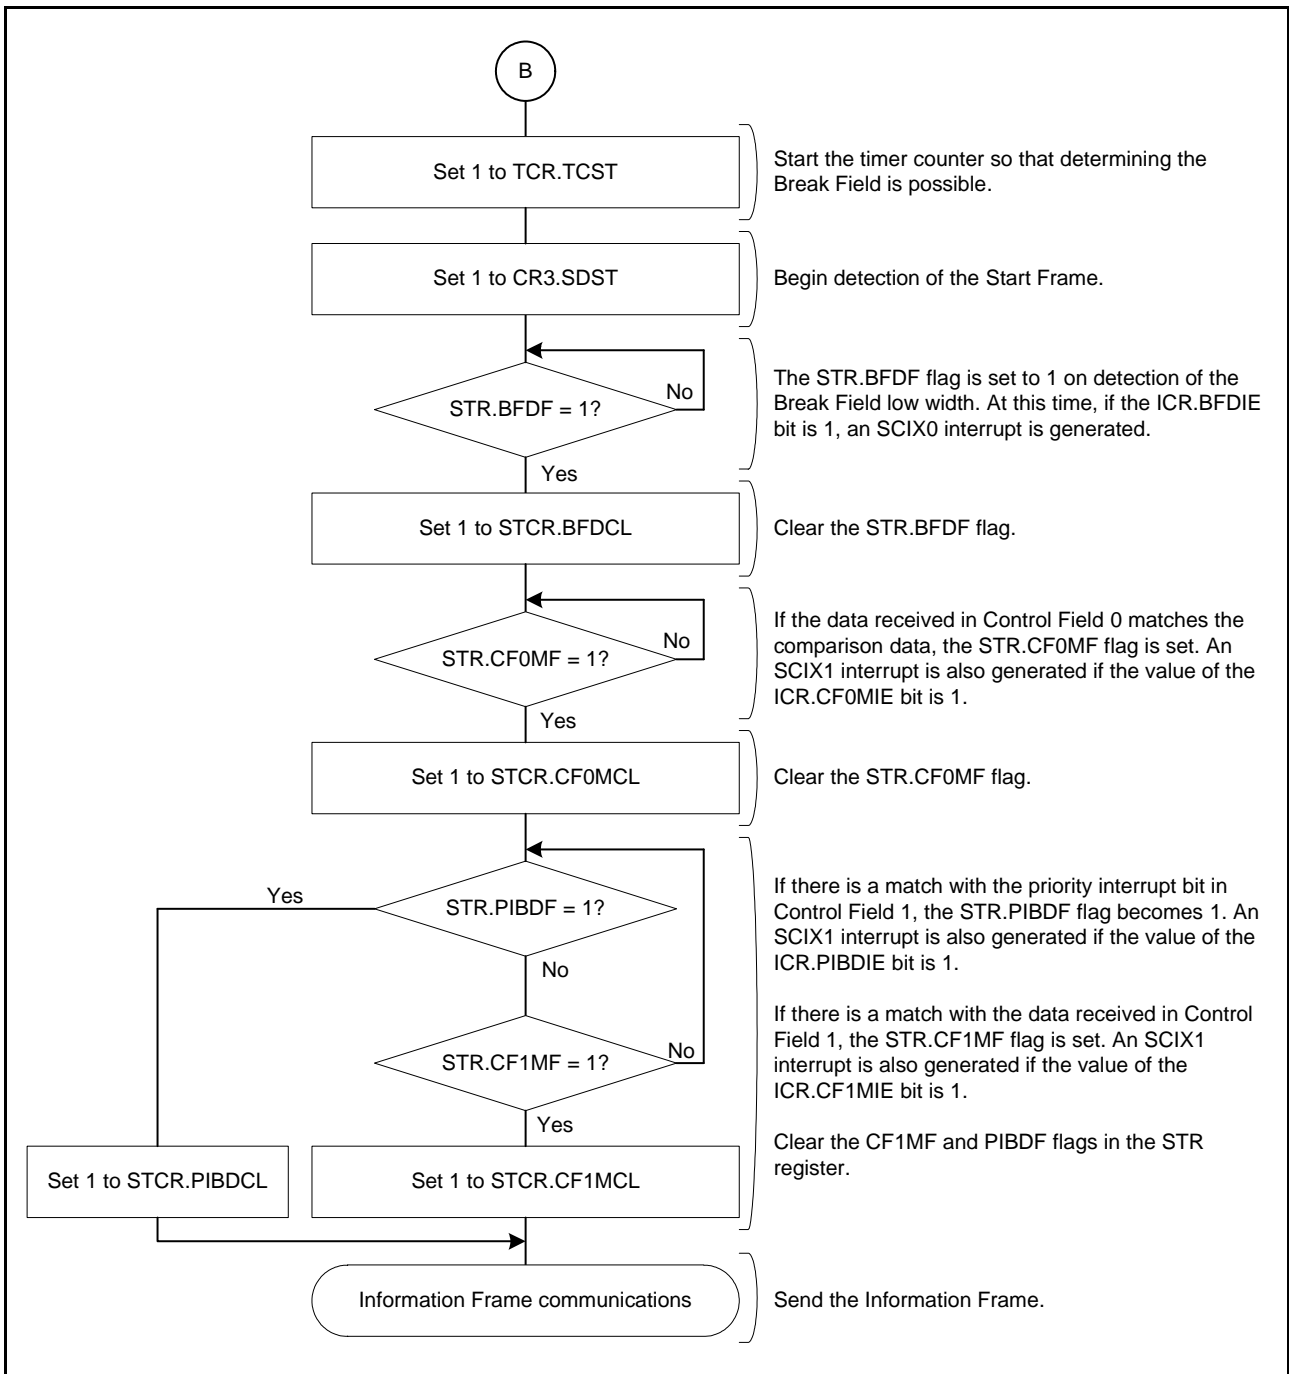 B
Set 1 to TCR.TCST
Start the timer counter so that determining the
Break Field is possible.
Set 1 to CR3.SDST
Begin detection of the Start Frame.
STR.BFDF = 1?
No
Yes
The STR.BFDF flag is set to 1 on detection of the
Break Field low width. At this time, if the ICR.BFDIE
bit is 1, an SCIX0 interrupt is generated.
Set 1 to STCR.BFDCL
Clear the STR.BFDF flag.
STR.CF0MF = 1?
No
Yes
If the data received in Control Field 0 matches the
comparison data, the STR.CF0MF flag is set. An
SCIX1 interrupt is also generated if the value of the
ICR.CF0MIE bit is 1.
Set 1 to STCR.CF0MCL
Clear the STR.CF0MF flag.
Yes
STR.PIBDF = 1?
No
If there is a match with the priority interrupt bit in
Control Field 1, the STR.PIBDF flag becomes 1. An
SCIX1 interrupt is also generated if the value of the
ICR.PIBDIE bit is 1.
STR.CF1MF = 1?
No
Yes
If there is a match with the data received in Control
Field 1, the STR.CF1MF flag is set. An SCIX1
interrupt is also generated if the value of the
ICR.CF1MIE bit is 1.
Set 1 to STCR.PIBDCL
Set 1 to STCR.CF1MCL
Clear the CF1MF and PIBDF flags in the STR
register.
Information Frame communications
Send the Information Frame.